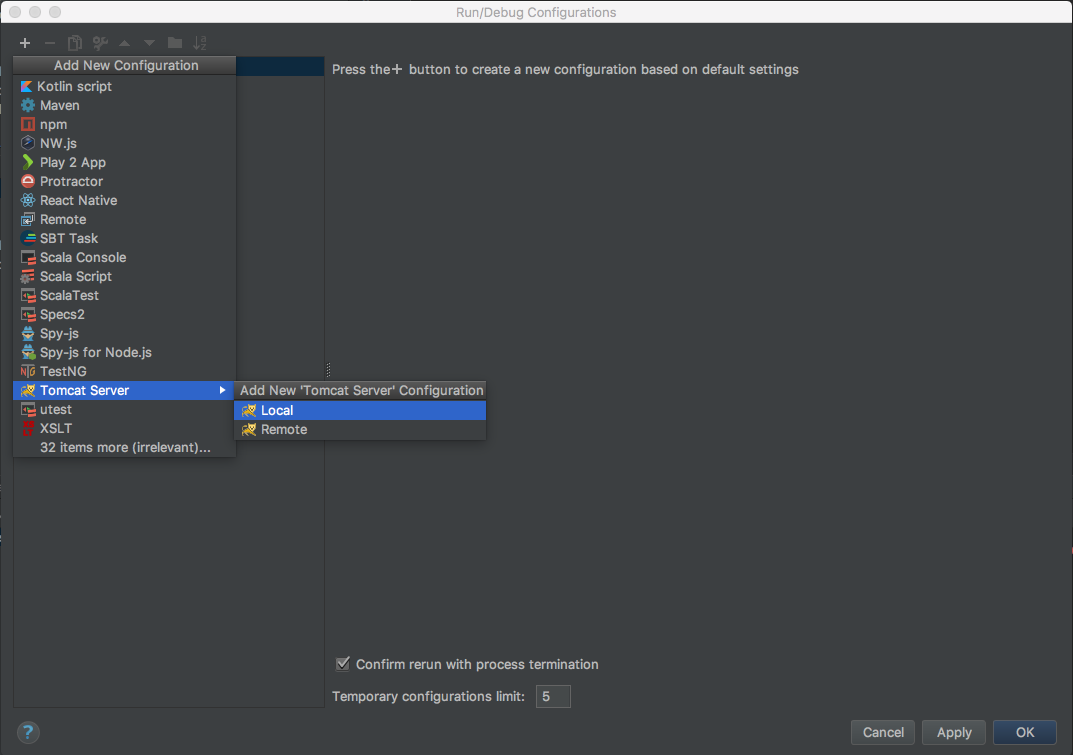 Run/Debug Configurations
Add New Configuration
Press the + button to create a new configuration based on default settings
Kotlin script
Maven
npm
NW.js
Play 2 App
Protractor
React Native
Remote
SBT Task
Scala Console
Scala Script
ScalaTest
Specs2
Spy-js
Spy-js for Node.js
TestNG
Tomcat Server
Add New 'Tomcat Server' Configuration
Local
Remote
utest
XSLT
32 items more (irrelevant)...
Confirm rerun with process termination
Temporary configurations limit: 5
? Cancel Apply OK